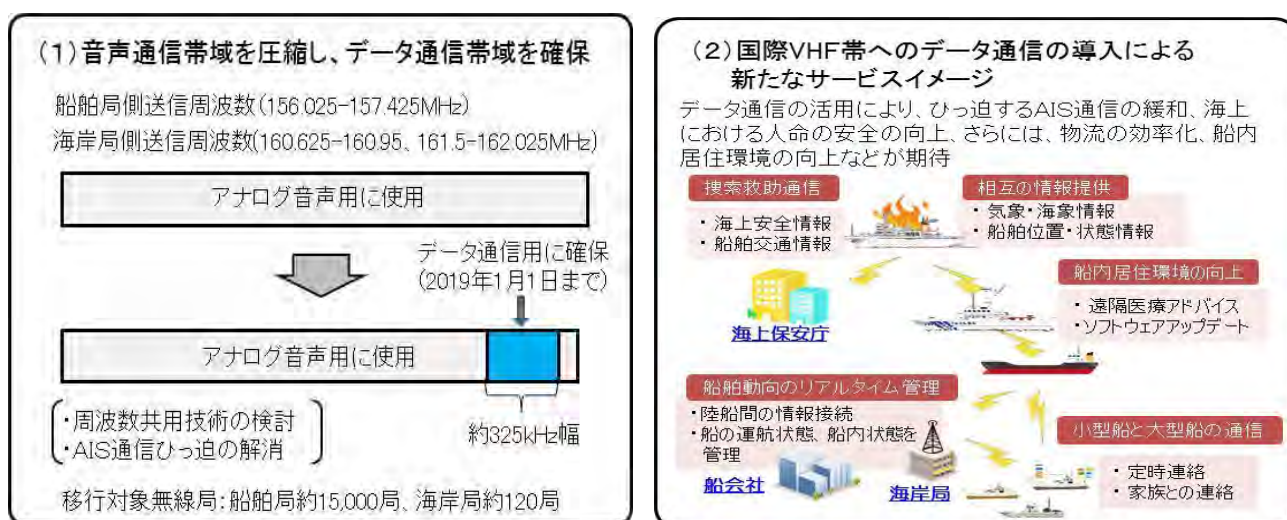 (1)音声通信帯域を圧縮し、データ通信帯域を確保
船舶局側送信周波数(156.025-157.425MHz)
海岸局側送信周波数(160.625-160.95、161.5-162.025MHz)
アナログ音声用に使用
データ通信用に確保
(2019年1月1日まで)
アナログ音声用に使用
・周波数共用技術の検討
・AIS通信ひっ迫の解消
約325kHz幅
移行対象無線局:船舶局約15,000局、海岸局約120局
(2)国際VHF帯へのデータ通信の導入による
新たなサービスイメージ
データ通信の活用により、ひっ迫するAIS通信の緩和、海上
における人命の安全の向上、さらには、物流の効率化、船内
居住環境の向上などが期待
捜索救助通信
・海上安全情報
・船舶交通情報
相互の情報提供
・気象・海象情報
・船舶位置・状態情報
海上保安庁
船内居住環境の向上
・遠隔医療アドバイス
・ソフトウェアアップデート
船舶動向のリアルタイム管理
・陸船間の情報接続
・船の運航状態、船内状態を
管理
船会社
海岸局
小型船と大型船の通信
・定時連絡
・家族との連絡